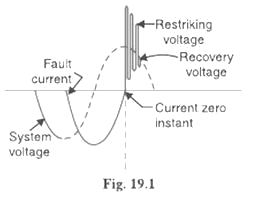 Restriking
voltage
Recovery
voltage
Fault
current
Current zero
instant
System
voltage
Fig. 19.1